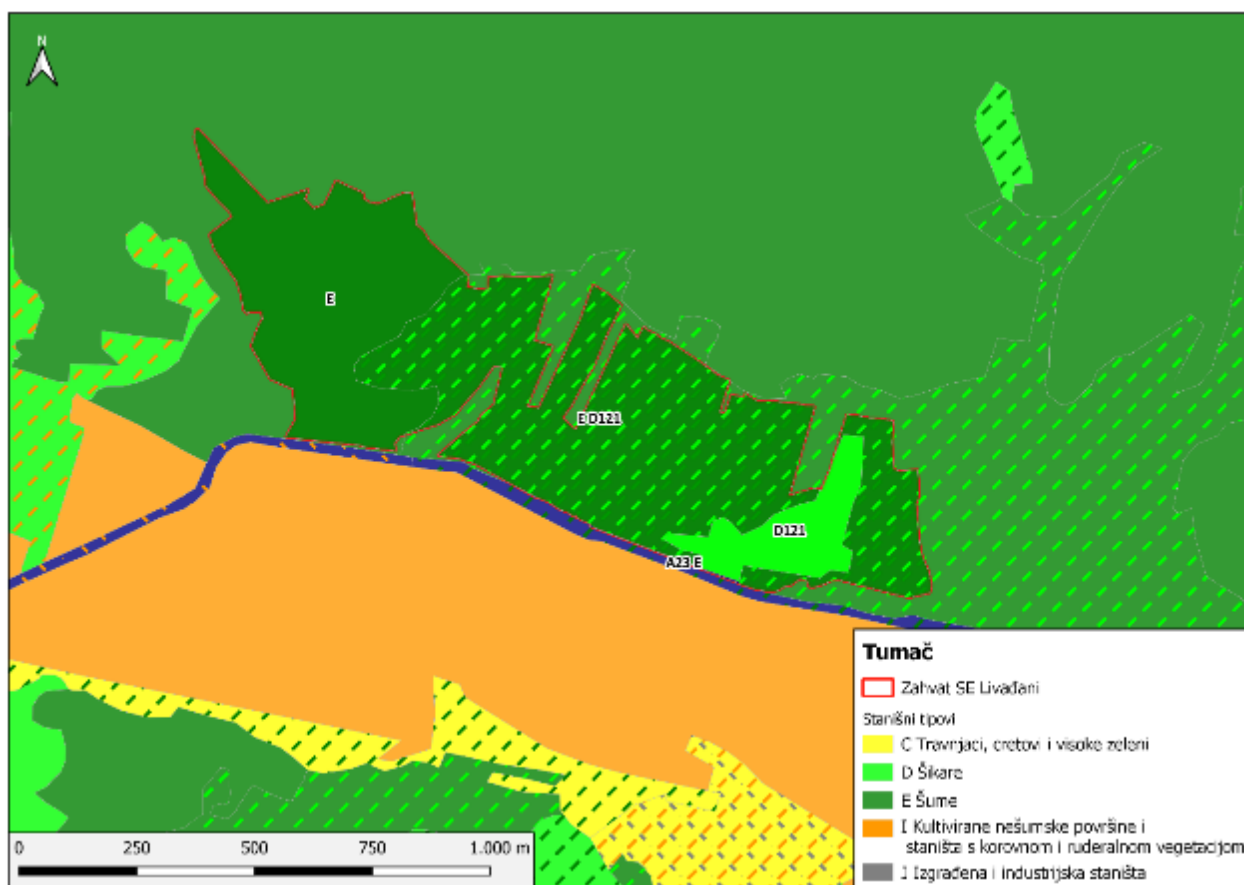 N
E
E D121
D121
A23 E
Tumač
Zahvat SE Livađani
Stanišni tipovi
C Travnjaci, cretovi i visoke zeleni
D Šikare
E Šume
I Kultivirane nešumske površine i
staništa s korovnom i ruderalnom vegetacijom
J Izgrađena i industrijska staništa
0 250 500 750 1.000 m